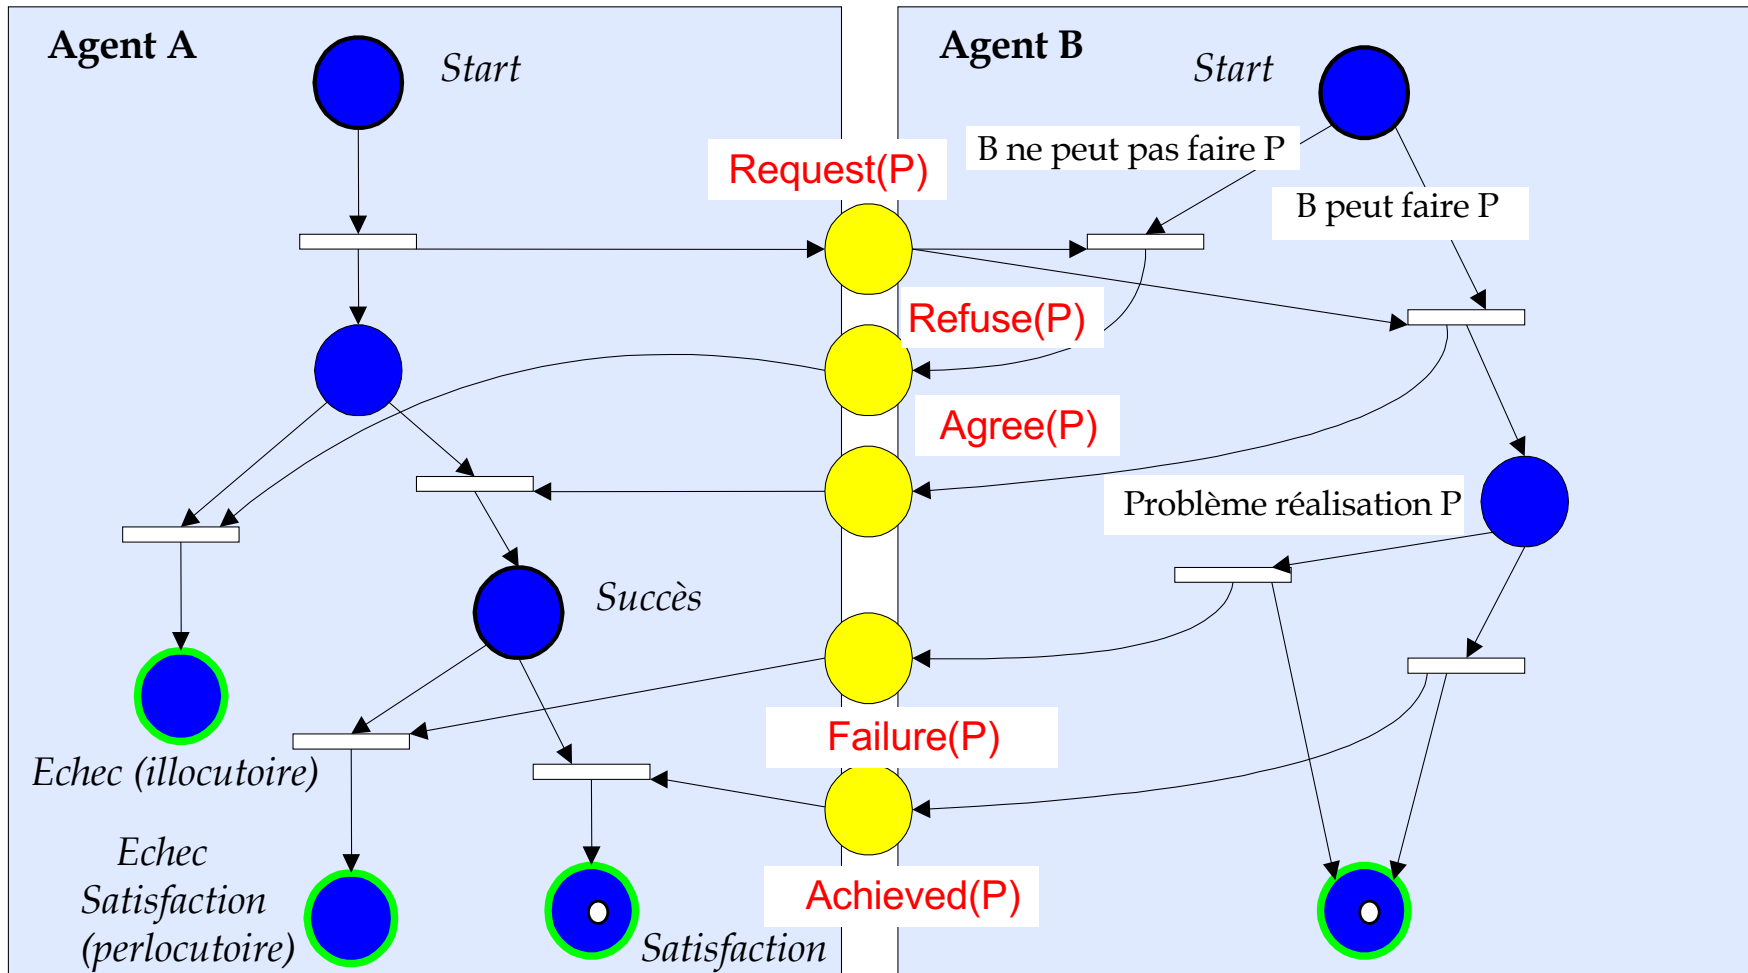 Agent A
Start
Agent B
Start
B ne peut pas faire P
Request(P)
B peut faire P
Refuse(P)
Agree(P)
Problème réalisation P
Succès
Failure(P)
Echec (illocutoire)
Echec
Satisfaction
(perlocutoire)
Achieved(P)
Satisfaction